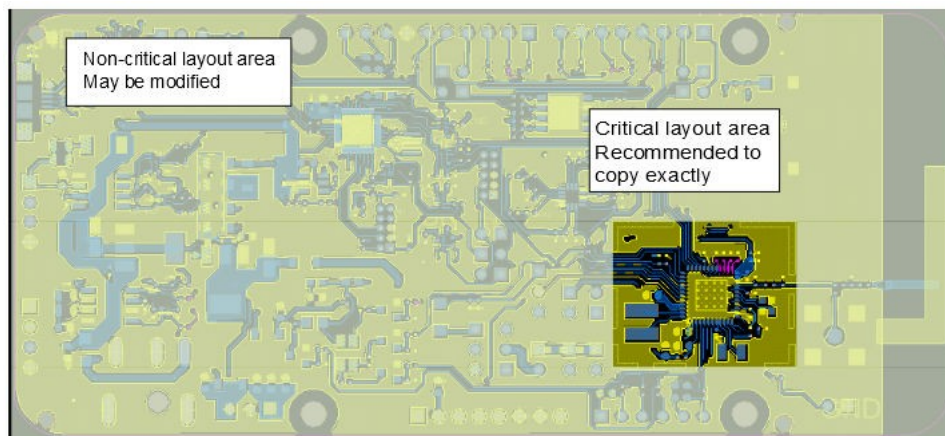 Non-critical layout area
May be modified
Critical layout area
Recommended to
copy exactly